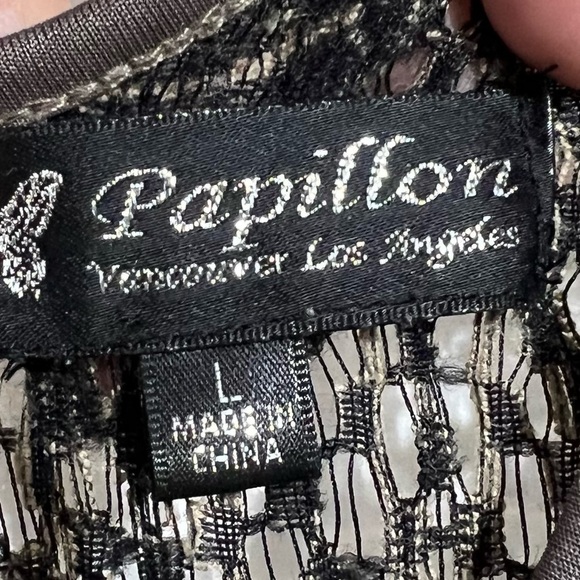 Papillon
Vancouver Los Angeles
L
MADE IN
CHINA